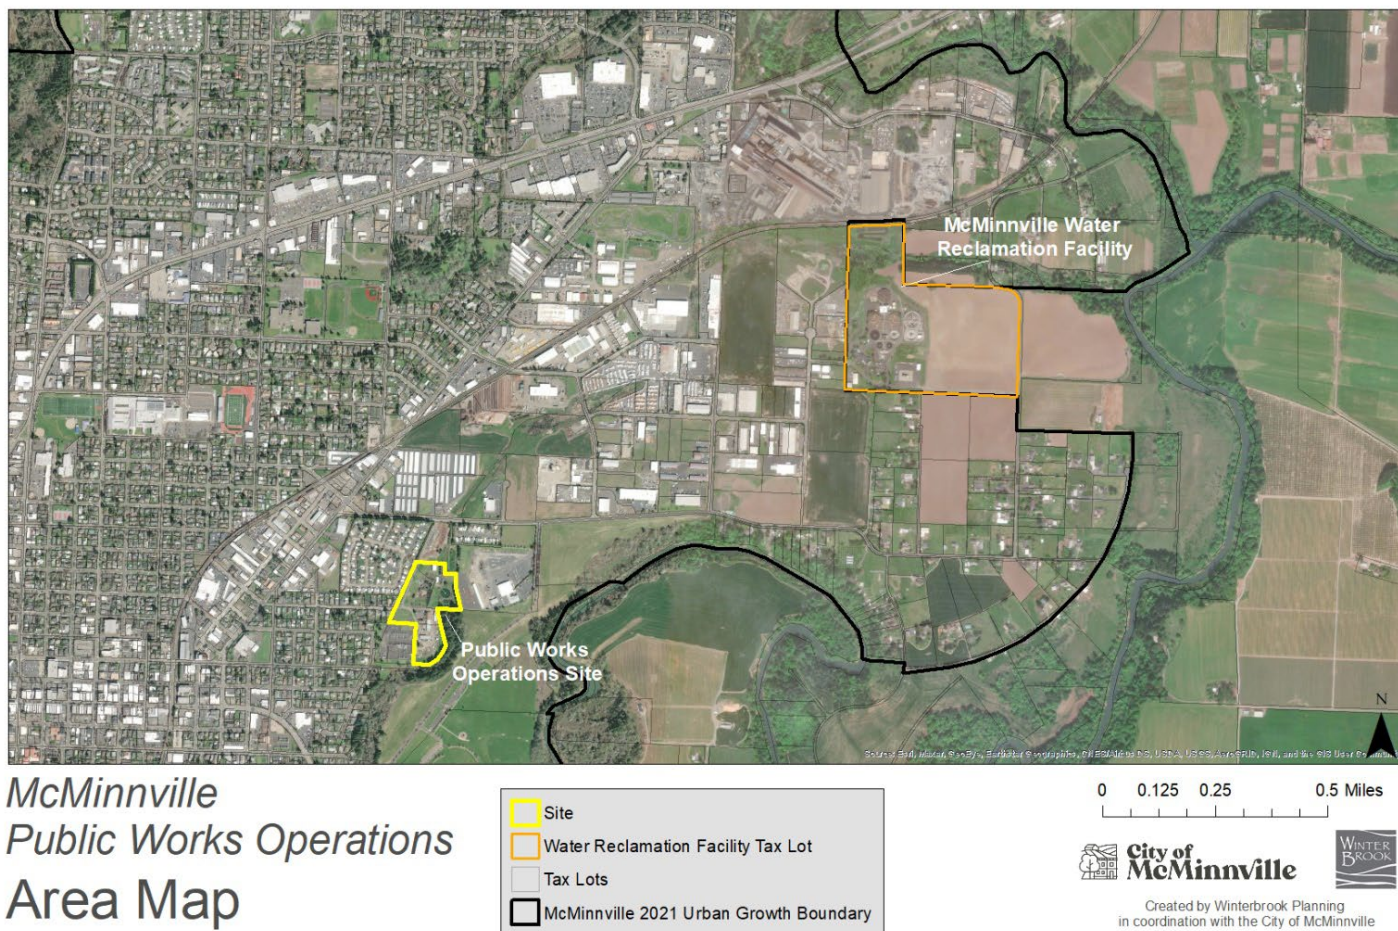 McMinnville Water
Reclamation Facility
Public Works
Operations Site
N
McMinnville
Public Works Operations
Area Map
Site
Water Reclamation Facility Tax Lot
Tax Lots
McMinnville 2021 Urban Growth Boundary
0 0.125 0.25 0.5 Miles
City of
McMinnville
WINTER
BROOK
Created by Winterbrook Planning
in coordination with the City of McMinnville